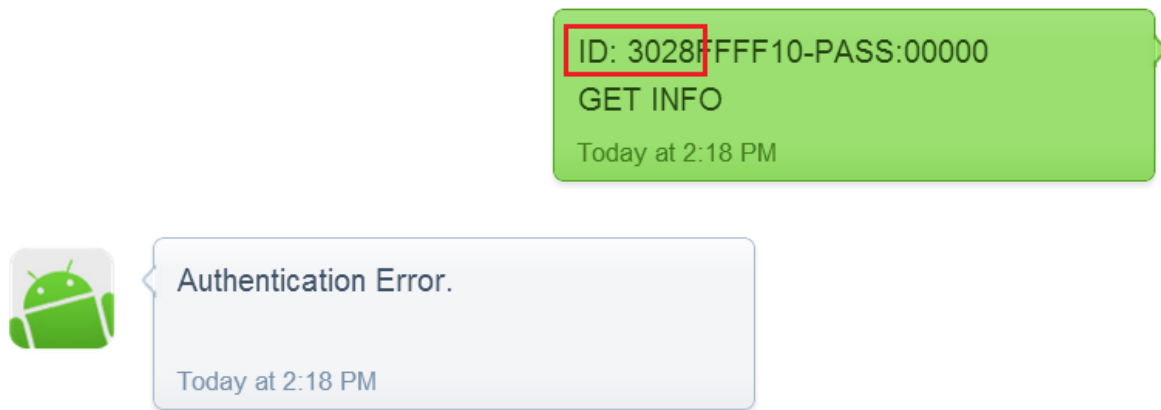 ID: 3028FFFF10-PASS:00000
GET INFO
Today at 2:18 PM
Authentication Error.
Today at 2:18 PM